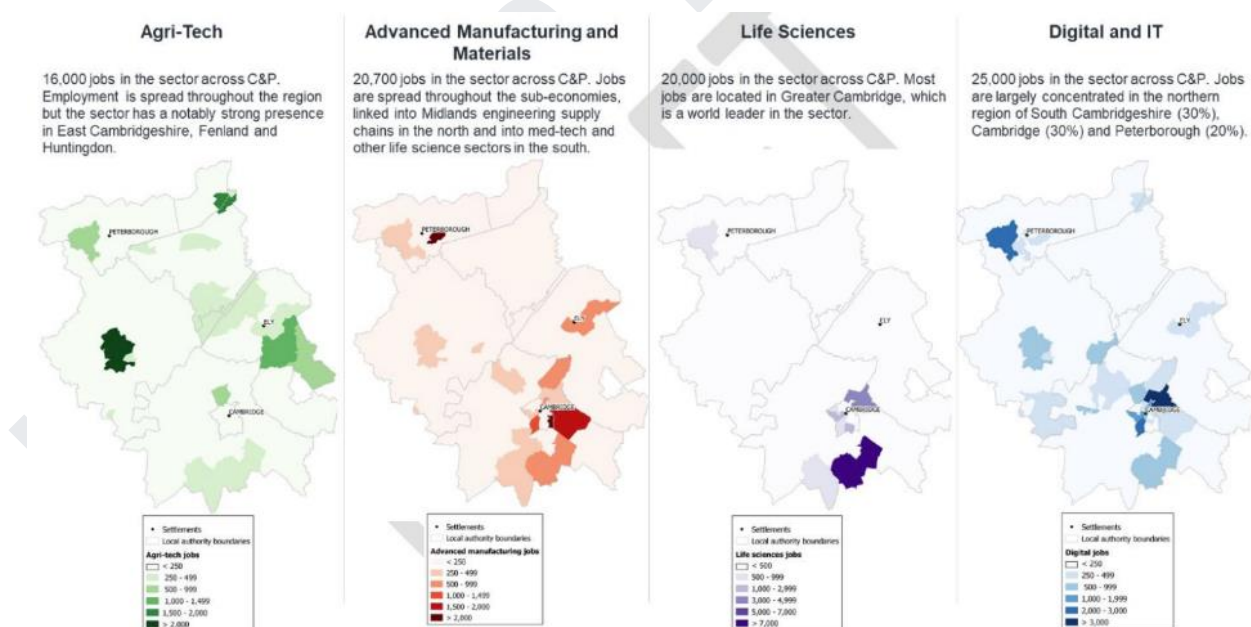 Agri-Tech
16,000 jobs in the sector across C&P.
Employment is spread throughout the region
but the sector has a notably strong presence
in East Cambridgeshire, Fenland and
Huntingdon.
PETERBOROUGH
ELY
CAMBRIDGE
Settlements
Local authority boundaries
Agri-tech jobs
< 250
250 - 499
500 - 999
1,000 - 1,499
1,500 - 2,000
> 2,000
Advanced Manufacturing and
Materials
20,700 jobs in the sector across C&P. Jobs
are spread throughout the sub-economies,
linked into Midlands engineering supply
chains in the north and into med-tech and
other life science sectors in the south.
PETERBOROUGH
ELY
CAMBRIDGE
Settlements
Local authority boundaries
Advanced manufacturing jobs
< 250
250 - 499
500 - 999
1,000 - 1,499
1,500 - 2,000
> 2,000
Life Sciences
20,000 jobs in the sector across C&P. Most
jobs are located in Greater Cambridge, which
is a world leader in the sector.
PETERBOROUGH
ELY
CAMBRIDGE
Settlements
Local authority boundaries
Life sciences jobs
< 500
500 - 999
1,000 - 2,999
3,000 - 4,999
5,000 - 7,000
> 7,000
Digital and IT
25,000 jobs in the sector across C&P. Jobs
are largely concentrated in the northern
region of South Cambridgeshire (30%),
Cambridge (30%) and Peterborough (20%).
PETERBOROUGH
ELY
CAMBRIDGE
Settlements
Local authority boundaries
Digital jobs
< 250
250 - 499
500 - 999
1,000 - 1,999
2,000 - 3,000
> 3,000